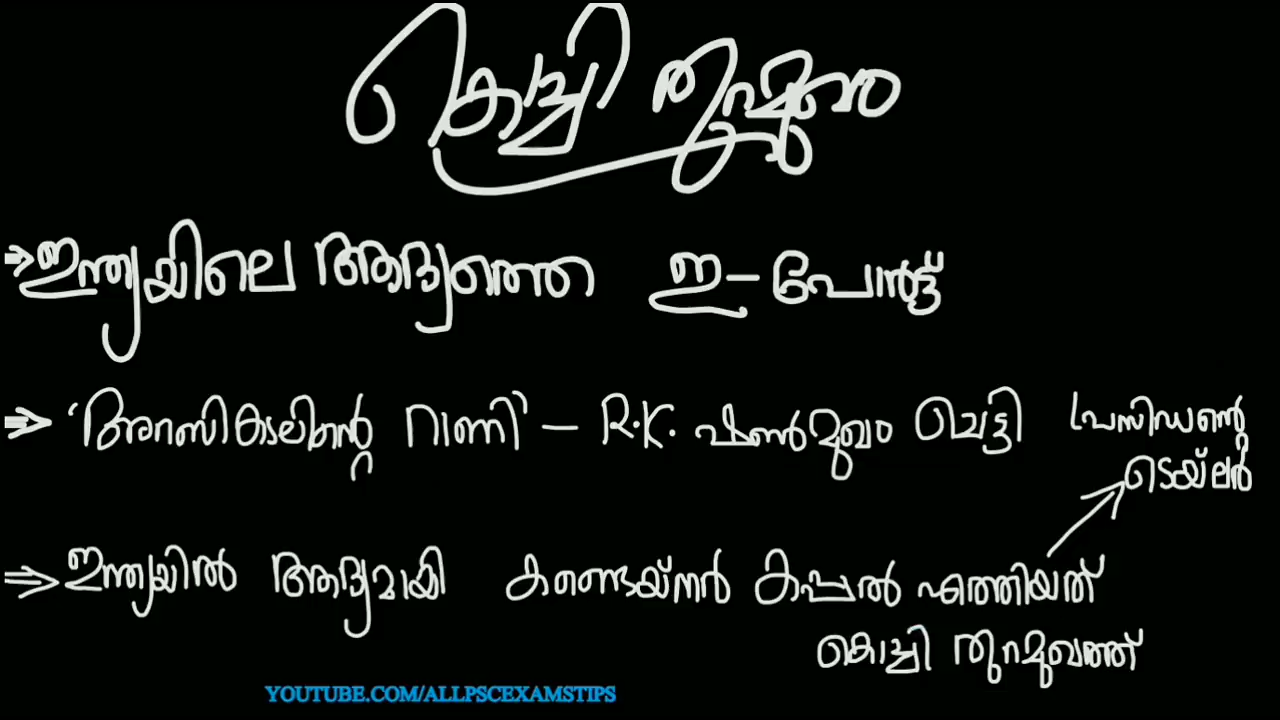 കൊച്ചി തുറമുഖം
⇒ ഇന്ത്യയിലെ ആദ്യത്തെ ഇ-പോർട്ട്
⇒ 'അറബികടലിന്റെ റാണി' – R.K. ഷൺമുഖം ചെട്ടി
പ്രസിഡന്റ്
ടെയ്ലർ
⇒ ഇന്ത്യയിൽ ആദ്യമായി കണ്ടെയ്നർ കപ്പൽ എത്തിയത്
കൊച്ചി തുറമുഖത്ത്
YOUTUBE.COM/ALLPSCEXAMSTIPS